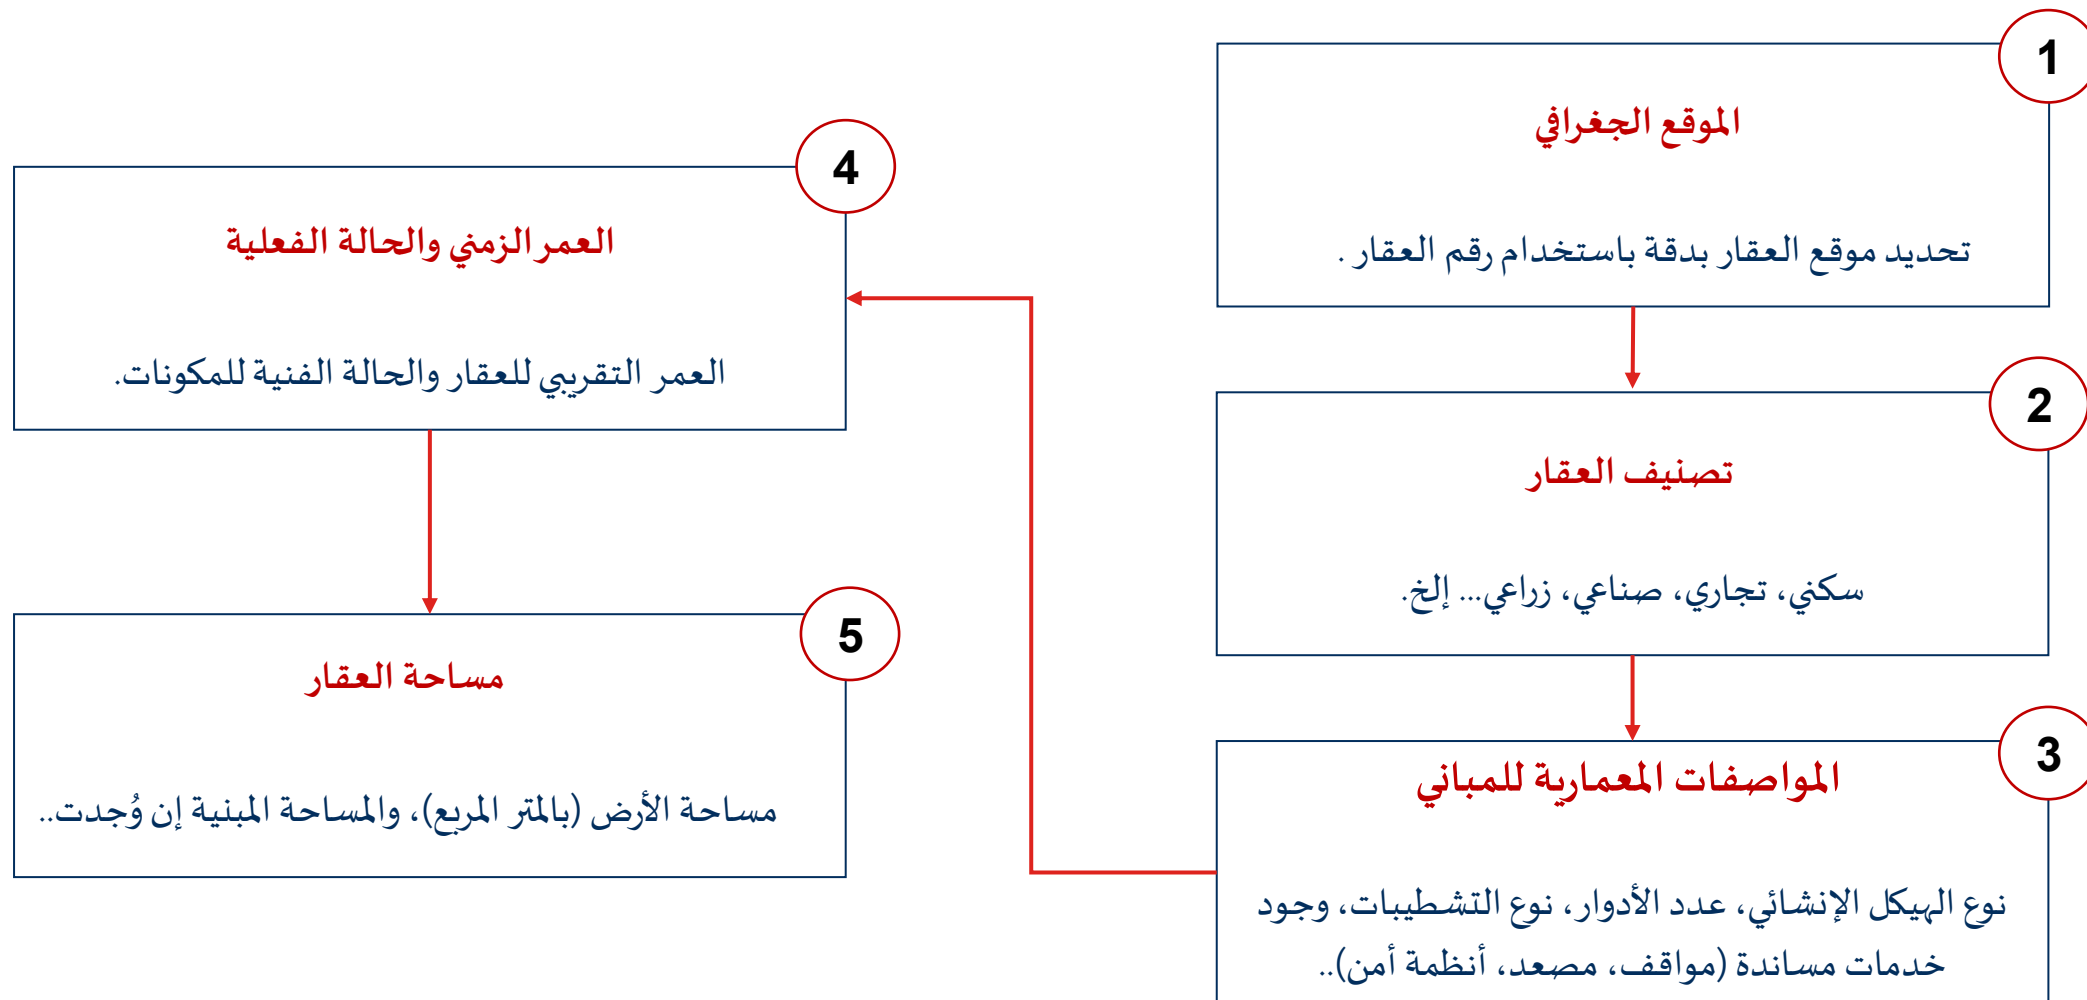 1
الموقع الجغرافي
تحديد موقع العقار بدقة باستخدام رقم العقار .
2
تصنيف العقار
سكني، تجاري، صناعي، زراعي... إلخ.
3
المواصفات المعمارية للمباني
نوع الهيكل الإنشائي، عدد الأدوار، نوع التشطيبات، وجود
خدمات مساندة (مواقف، مصعد، أنظمة أمن)..
4
العمر الزمني والحالة الفعلية
العمر التقريبي للعقار والحالة الفنية للمكونات.
5
مساحة العقار
مساحة الأرض (بالمتر المربع)، والمساحة المبنية إن وُجدت..